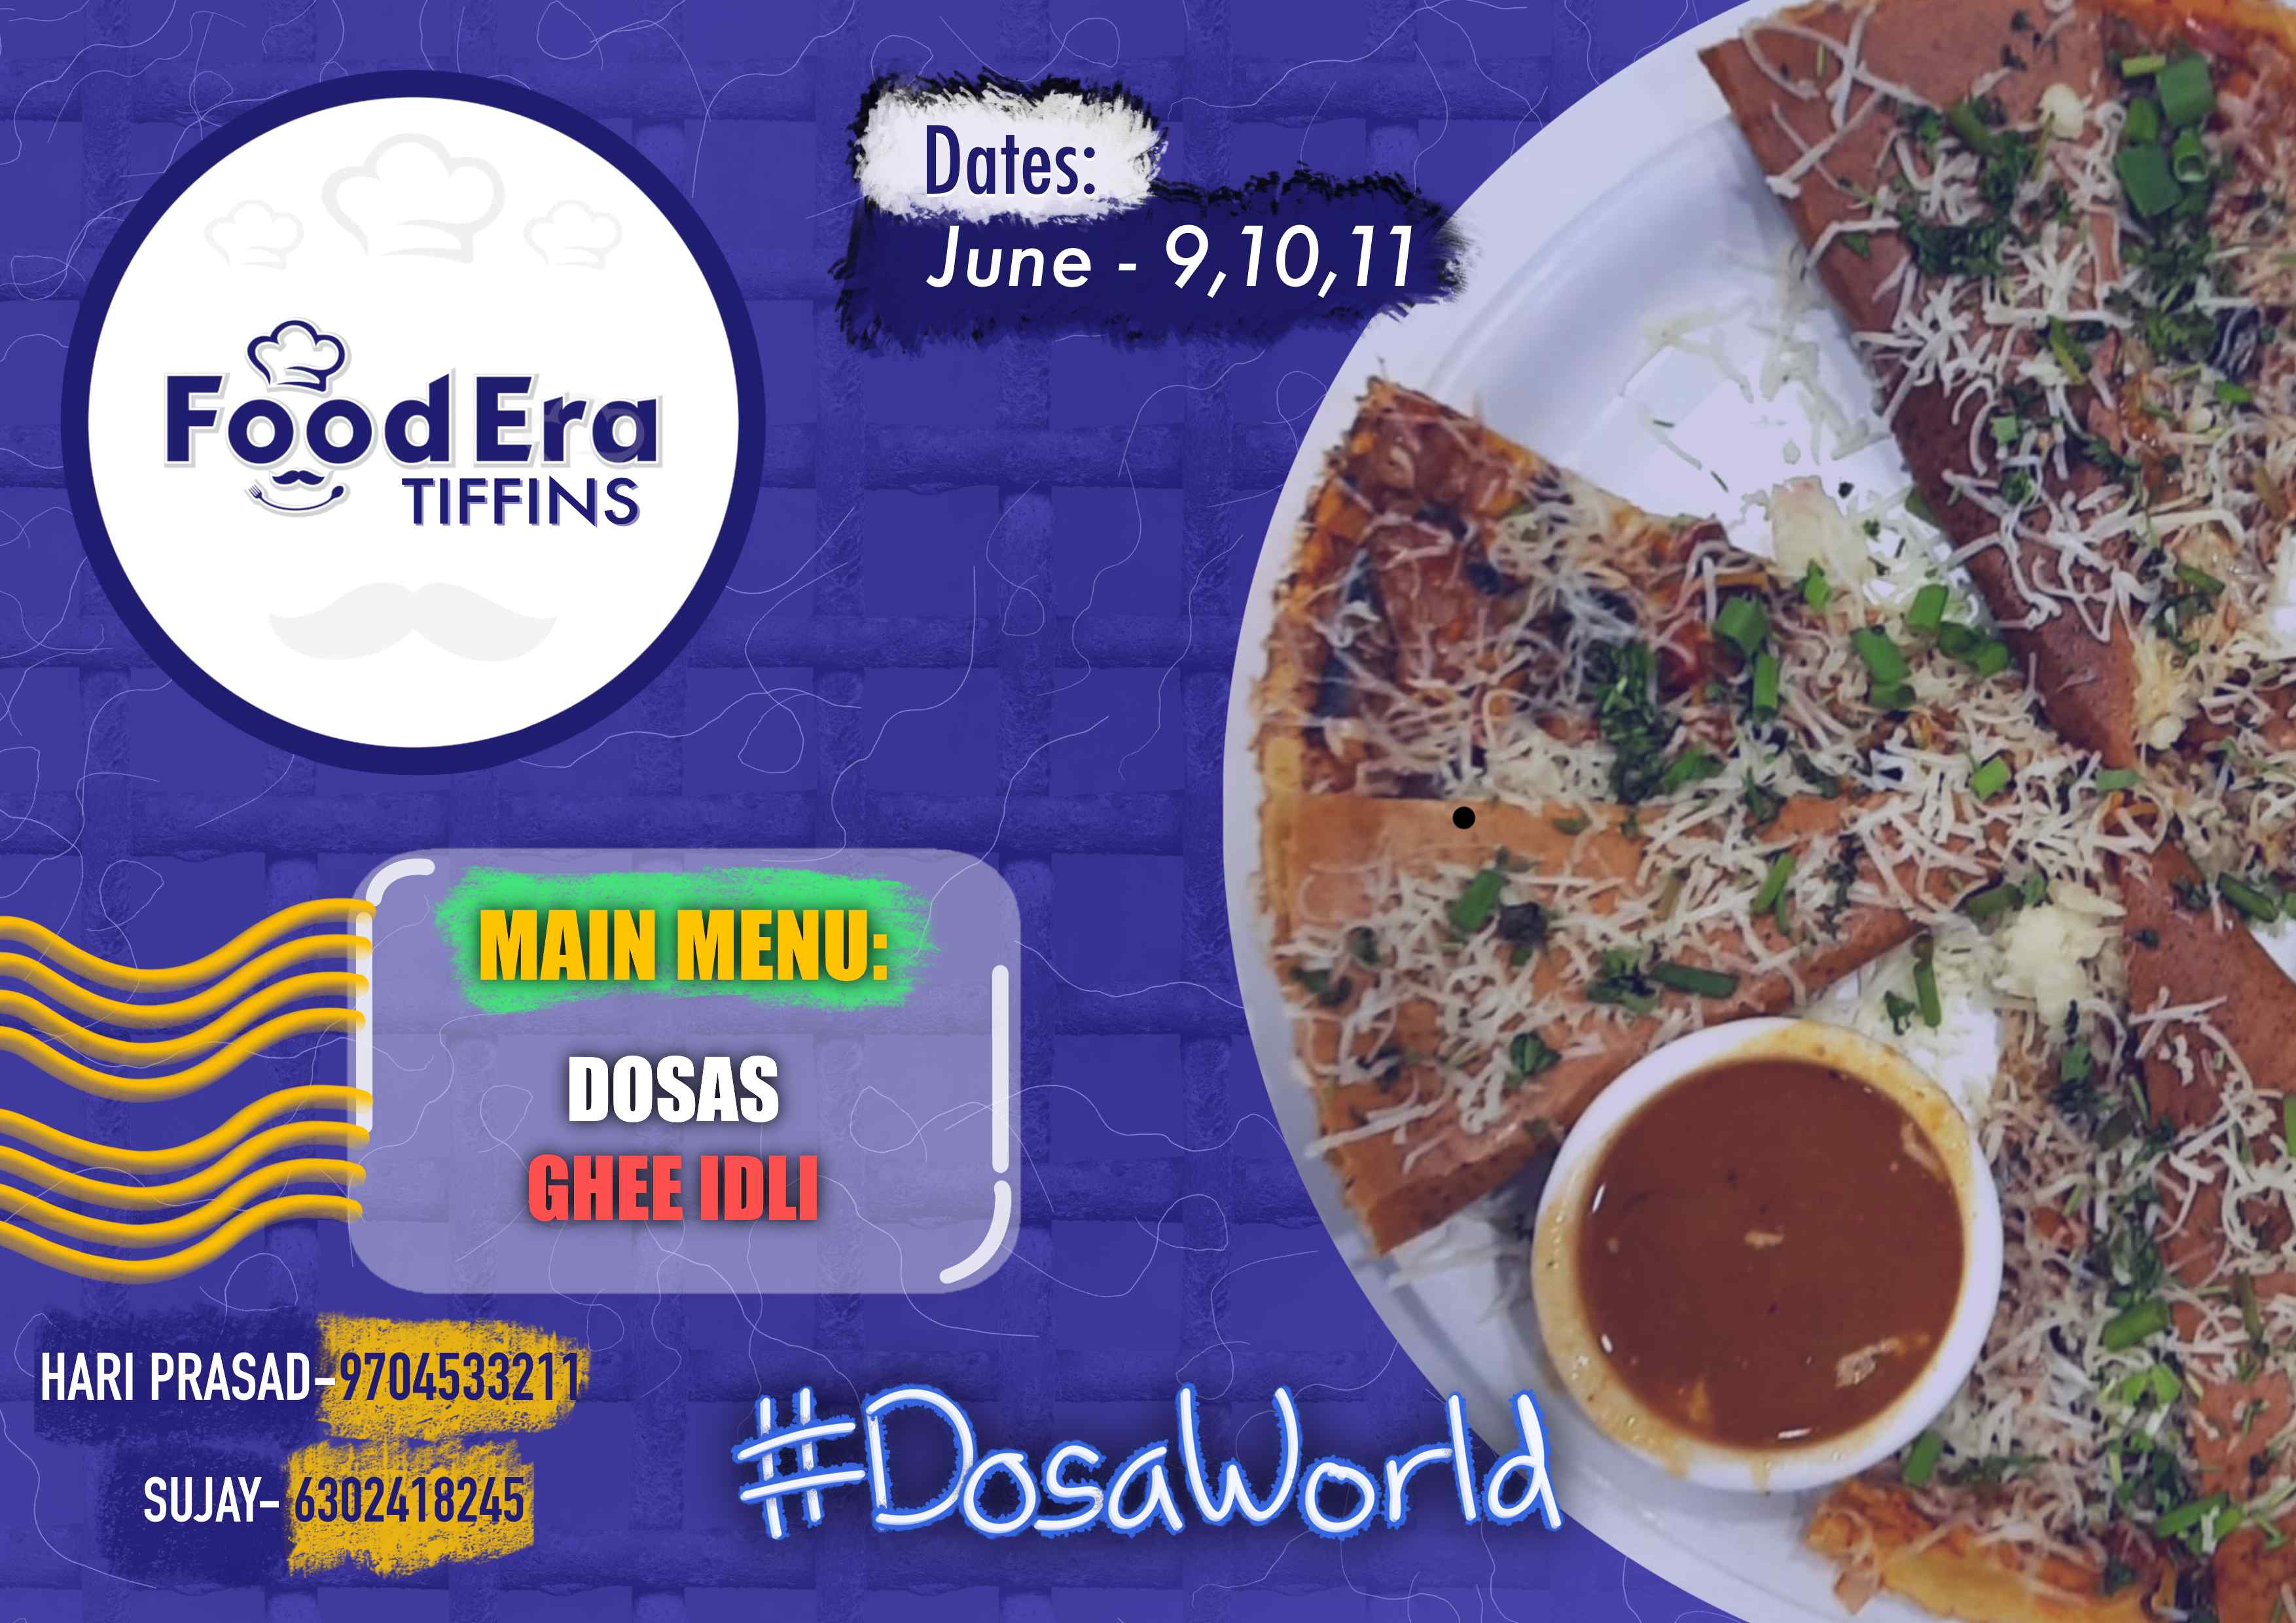 Food Era
TIFFINS
Dates:
June - 9,10,11
MAIN MENU:
DOSAS
GHEE IDLI
HARI PRASAD-9704533211
SUJAY- 6302418245
#DosaWorld